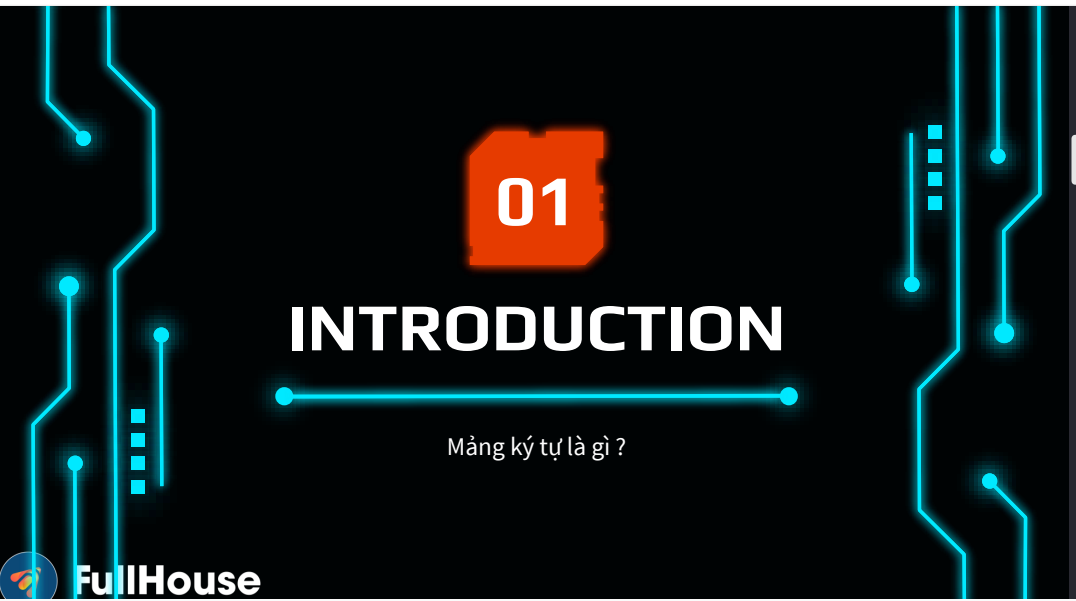 01
INTRODUCTION
Mảng ký tự là gì ?
FullHouse